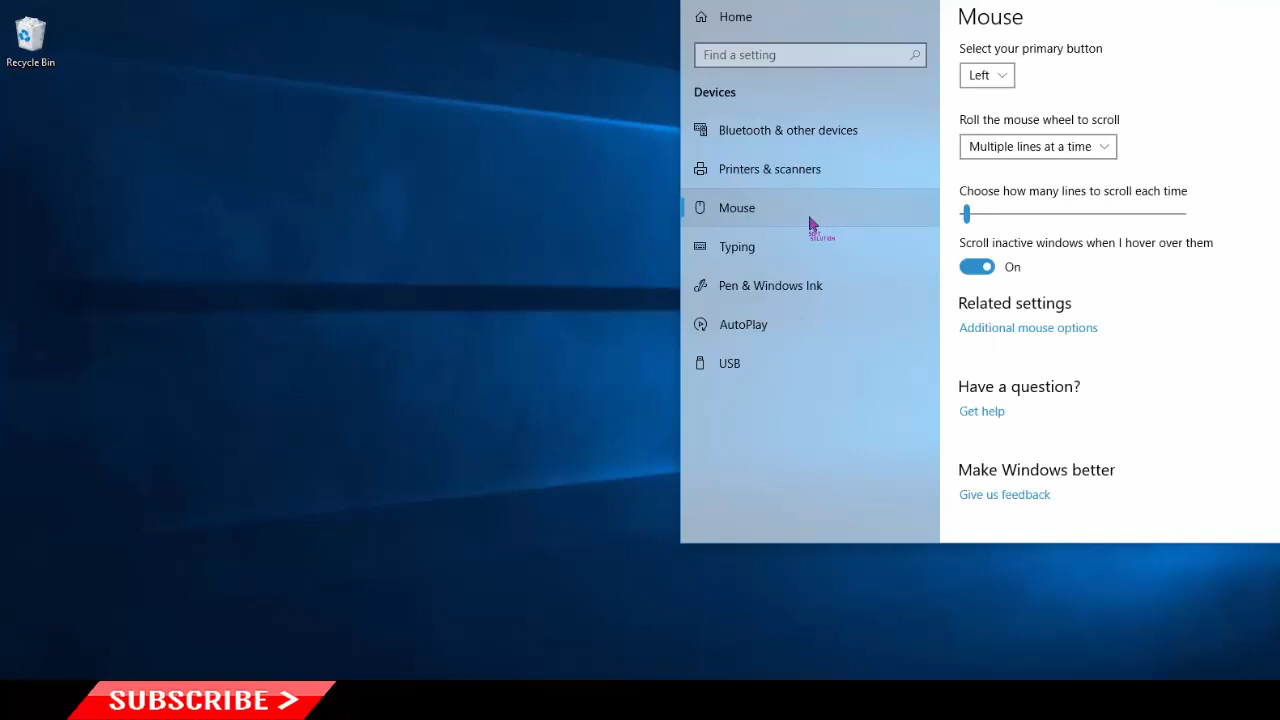 Recycle Bin
Home
Find a setting
Devices
Bluetooth & other devices
Printers & scanners
Mouse
Typing
Pen & Windows Ink
AutoPlay
USB
SEPT
SOLUTION
Mouse
Select your primary button
Left
Roll the mouse wheel to scroll
Multiple lines at a time
Choose how many lines to scroll each time
Scroll inactive windows when I hover over them
On
Related settings
Additional mouse options
Have a question?
Get help
Make Windows better
Give us feedback
SUBSCRIBE >